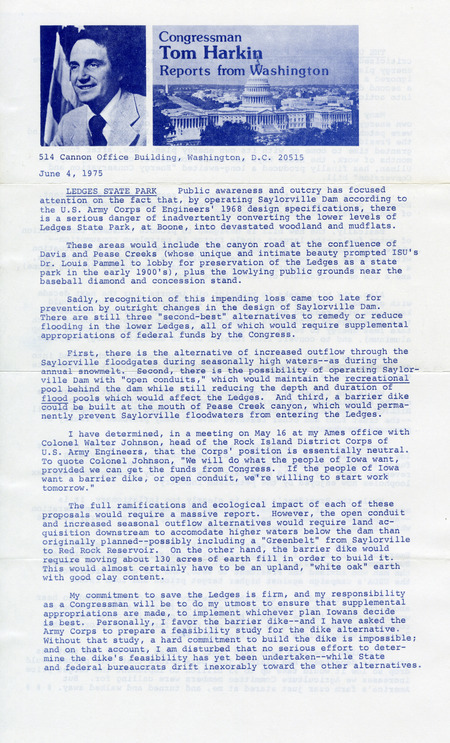 Congressman
Tom Harkin
Reports from Washington
514 Cannon Office Building, Washington, D.C. 20515
June 4, 1975
LEDGES STATE PARK Public awareness and outcry has focused
attention on the fact that, by operating Saylorville Dam according to
the U.S. Army Corps of Engineers' 1968 design specifications, there
is a serious danger of inadvertently converting the lower levels of
Ledges State Park, at Boone, into devastated woodland and mudflats.
These areas would include the canyon road at the confluence of
Davis and Pease Creeks (whose unique and intimate beauty prompted ISU's
Dr. Louis Pammel to lobby for preservation of the Ledges as a state
park in the early 1900's), plus the lowlying public grounds near the
baseball diamond and concession stand.
Sadly, recognition of this impending loss came too late for
prevention by outright changes in the design of Saylorville Dam.
There are still three "second-best" alternatives to remedy or reduce
flooding in the lower Ledges, all of which would require supplemental
appropriations of federal funds by the Congress.
First, there is the alternative of increased outflow through the
Saylorville floodgates during seasonally high waters--as during the
annual snowmelt. Second, there is the possibility of operating Saylor-
ville Dam with "open conduits," which would maintain the recreational
pool behind the dam while still reducing the depth and duration of
flood pools which would affect the Ledges. And third, a barrier dike
could be built at the mouth of Pease Creek canyon, which would perma-
nently prevent Saylorville floodwaters from entering the Ledges.
I have determined, in a meeting on May 16 at my Ames office with
Colonel Walter Johnson, head of the Rock Island District Corps of
U.S. Army Engineers, that the Corps' position is essentially neutral.
To quote Colonel Johnson, "We will do what the people of Iowa want,
provided we can get the funds from Congress. If the people of Iowa
want a barrier dike, or open conduit, we"re willing to start work
tomorrow."
The full ramifications and ecological impact of each of these
proposals would require a massive report. However, the open conduit
and increased seasonal outflow alternatives would require land ac-
quisition downstream to accomodate higher waters below the dam than
originally planned--possibly including a "Greenbelt" from Saylorville
to Red Rock Reservoir. On the other hand, the barrier dike would
require moving about 130 acres of earth fill in order to build it.
This would almost certainly have to be an upland, "white oak" earth
with good clay content.
My commitment to save the Ledges is firm, and my responsibility
as a Congressman will be to do my utmost to ensure that supplemental
appropriations are made, to implement whichever plan Iowans decide
is best. Personally, I favor the barrier dike--and I have asked the
Army Corps to prepare a feasibility study for the dike alternative.
Without that study, a hard commitment to build the dike is impossible;
and on that account, I am disturbed that no serious effort to deter-
mine the dike's feasibility has yet been undertaken--while State
and federal bureaucrats drift inexorably toward the other alternatives.